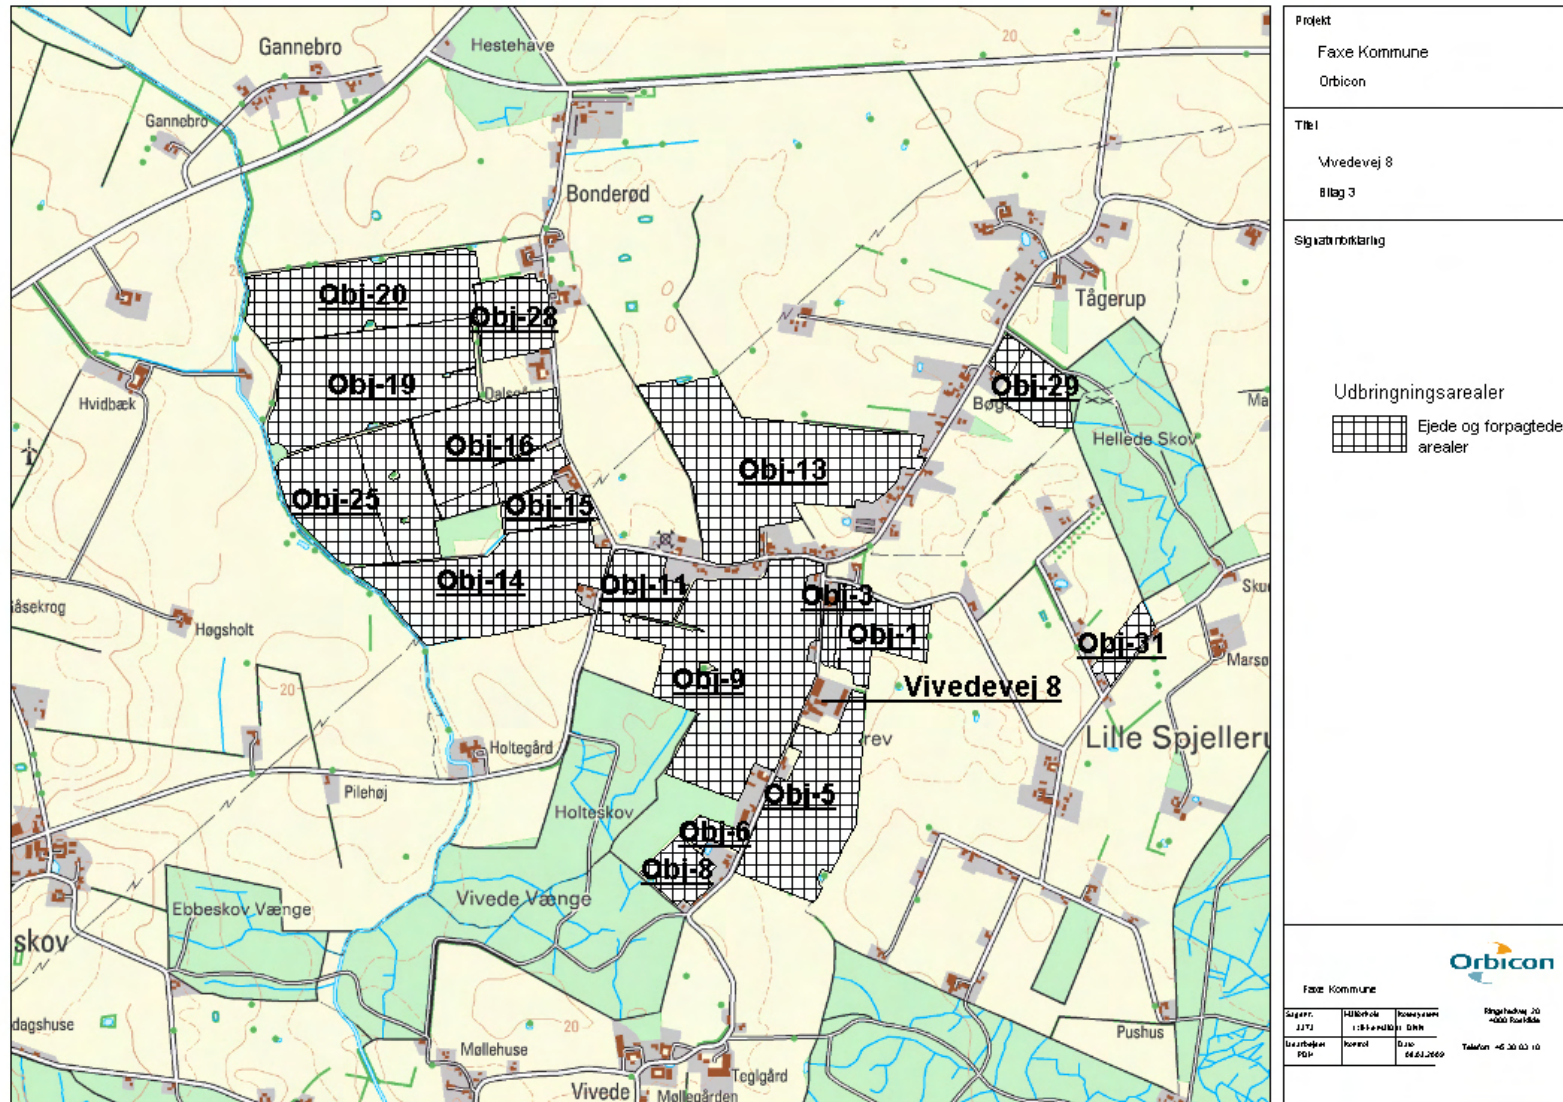 Gannebro
Hestehave
20
Gannebro
Bonderød
Obj-20
Obj-28
Tågerup
Obj-19
Obj-29
Hvidbæk
Obj-16
Hellede Skov
Obj-13
Obj-25
Obj-15
Obj-14
Obj-11
Obj-3
Høgsholt
Obj-1
Obj-31
Obj-9
Vivedevej 8
20
Holtegård
Pilehøj
Obj-5
Holteskov
Obj-6
Obj-8
Vivede Vænge
Ebbeskov Vænge
skov
20
dagshuse
Møllehuse
Pushus
Teglgård
Vivede
Møllegården
Projekt
Faxe Kommune
Orbicon
Titel
Vivedevej 8
Bilag 3
Signaturforklaring
Udbringningsarealer
Ejede og forpagtede
arealer
Orbicon
Faxe Kommune